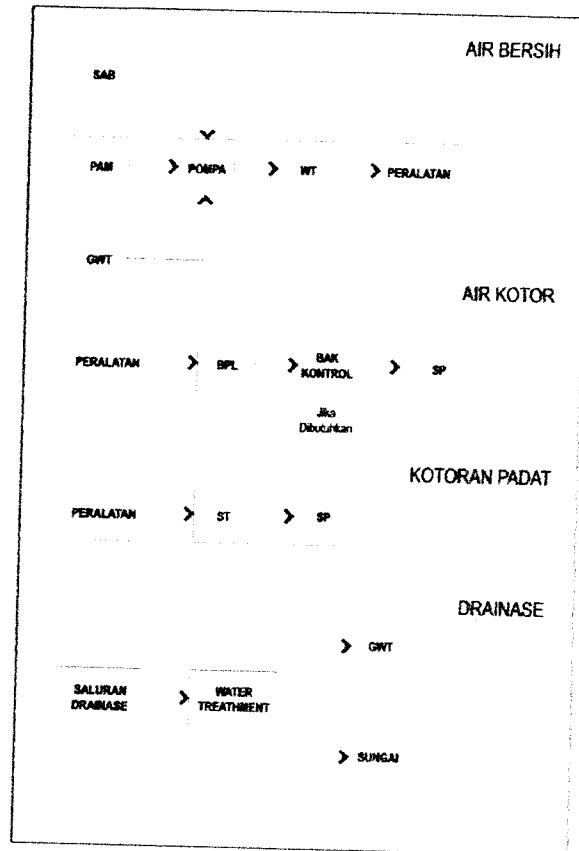 AIR BERSIH
SAB
PAM
POMPA
WT
PERALATAN
GWT
AIR KOTOR
PERALATAN
BPL
BAK
KONTROL
SP
Jika
Dibutuhkan
KOTORAN PADAT
PERALATAN
ST
SP
DRAINASE
GWT
SALURAN
DRAINASE
WATER
TREATHMENT
SUNGAI